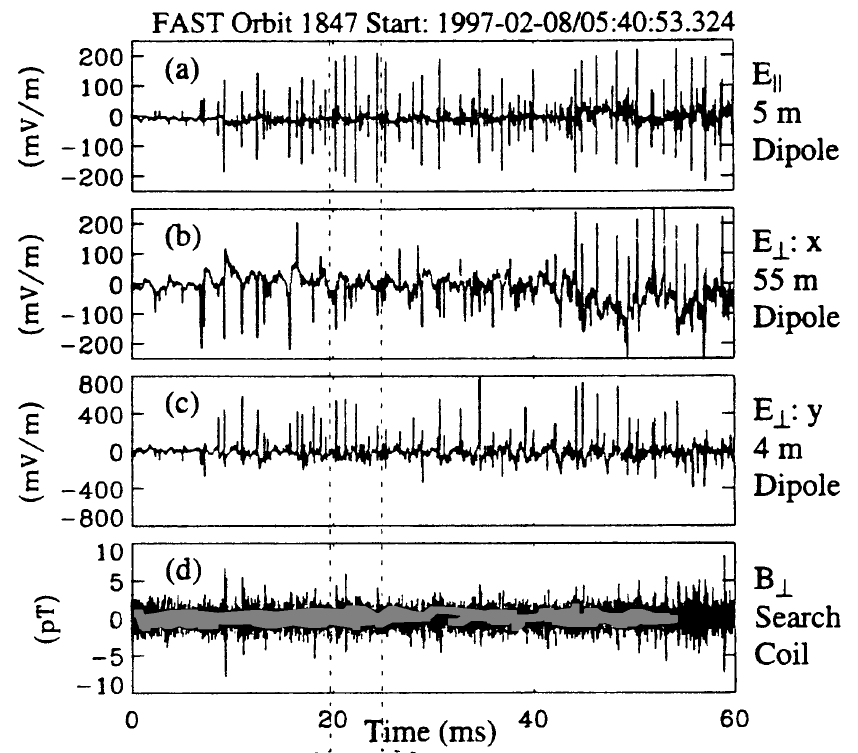 FAST Orbit 1847 Start: 1997-02-08/05:40:53.324
(a)
200
100
0
−100
−200
(mV/m)
E∥
5 m
Dipole
(b)
200
100
0
−100
−200
(mV/m)
E⊥: x
55 m
Dipole
(c)
800
400
0
−400
−800
(mV/m)
E⊥: y
4 m
Dipole
(d)
10
5
0
−5
−10
(pT)
B⊥
Search
Coil
0 20 40 60
Time (ms)